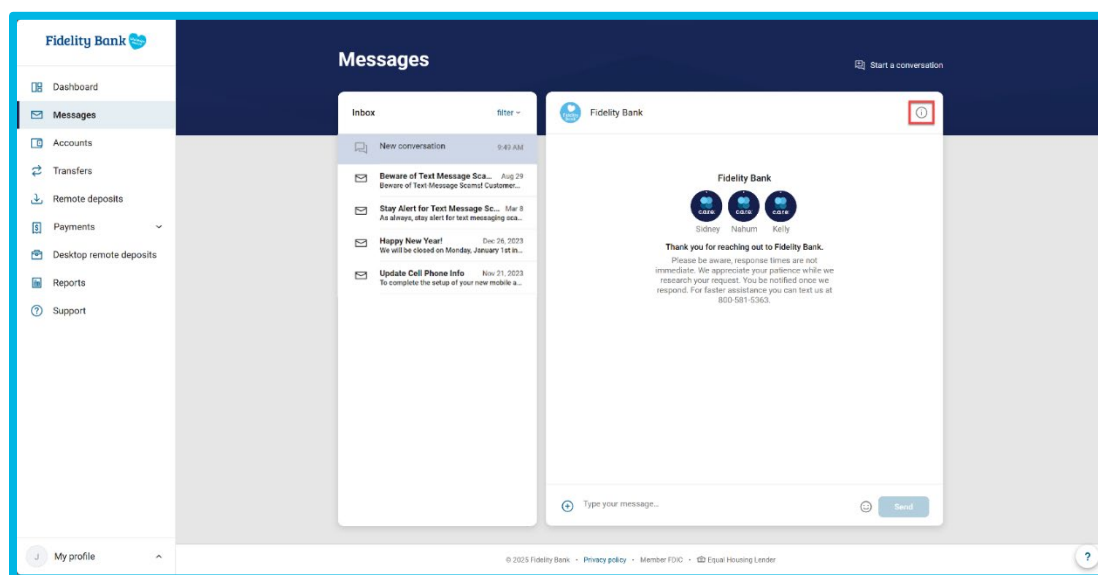 Fidelity Bank
Dashboard
Messages
Accounts
Transfers
Remote deposits
Payments
Desktop remote deposits
Reports
Support
J My profile
Messages
Start a conversation
Inbox filter
New conversation 9:49 AM
Beware of Text Message Sca... Aug 29
Beware of Text-Message Scams! Customer...
Stay Alert for Text Message Sc... Mar 8
As always, stay alert for text messaging sca...
Happy New Year! Dec 26, 2023
We will be closed on Monday, January 1st in...
Update Cell Phone Info Nov 21, 2023
To complete the setup of your new mobile a...
Fidelity Bank
Fidelity Bank
care care care
Sidney Nahum Kelly
Thank you for reaching out to Fidelity Bank.
Please be aware, response times are not
immediate. We appreciate your patience while we
research your request. You be notified once we
respond. For faster assistance you can text us at
800-581-5363.
Type your message...
Send
© 2025 Fidelity Bank • Privacy policy • Member FDIC • Equal Housing Lender
?